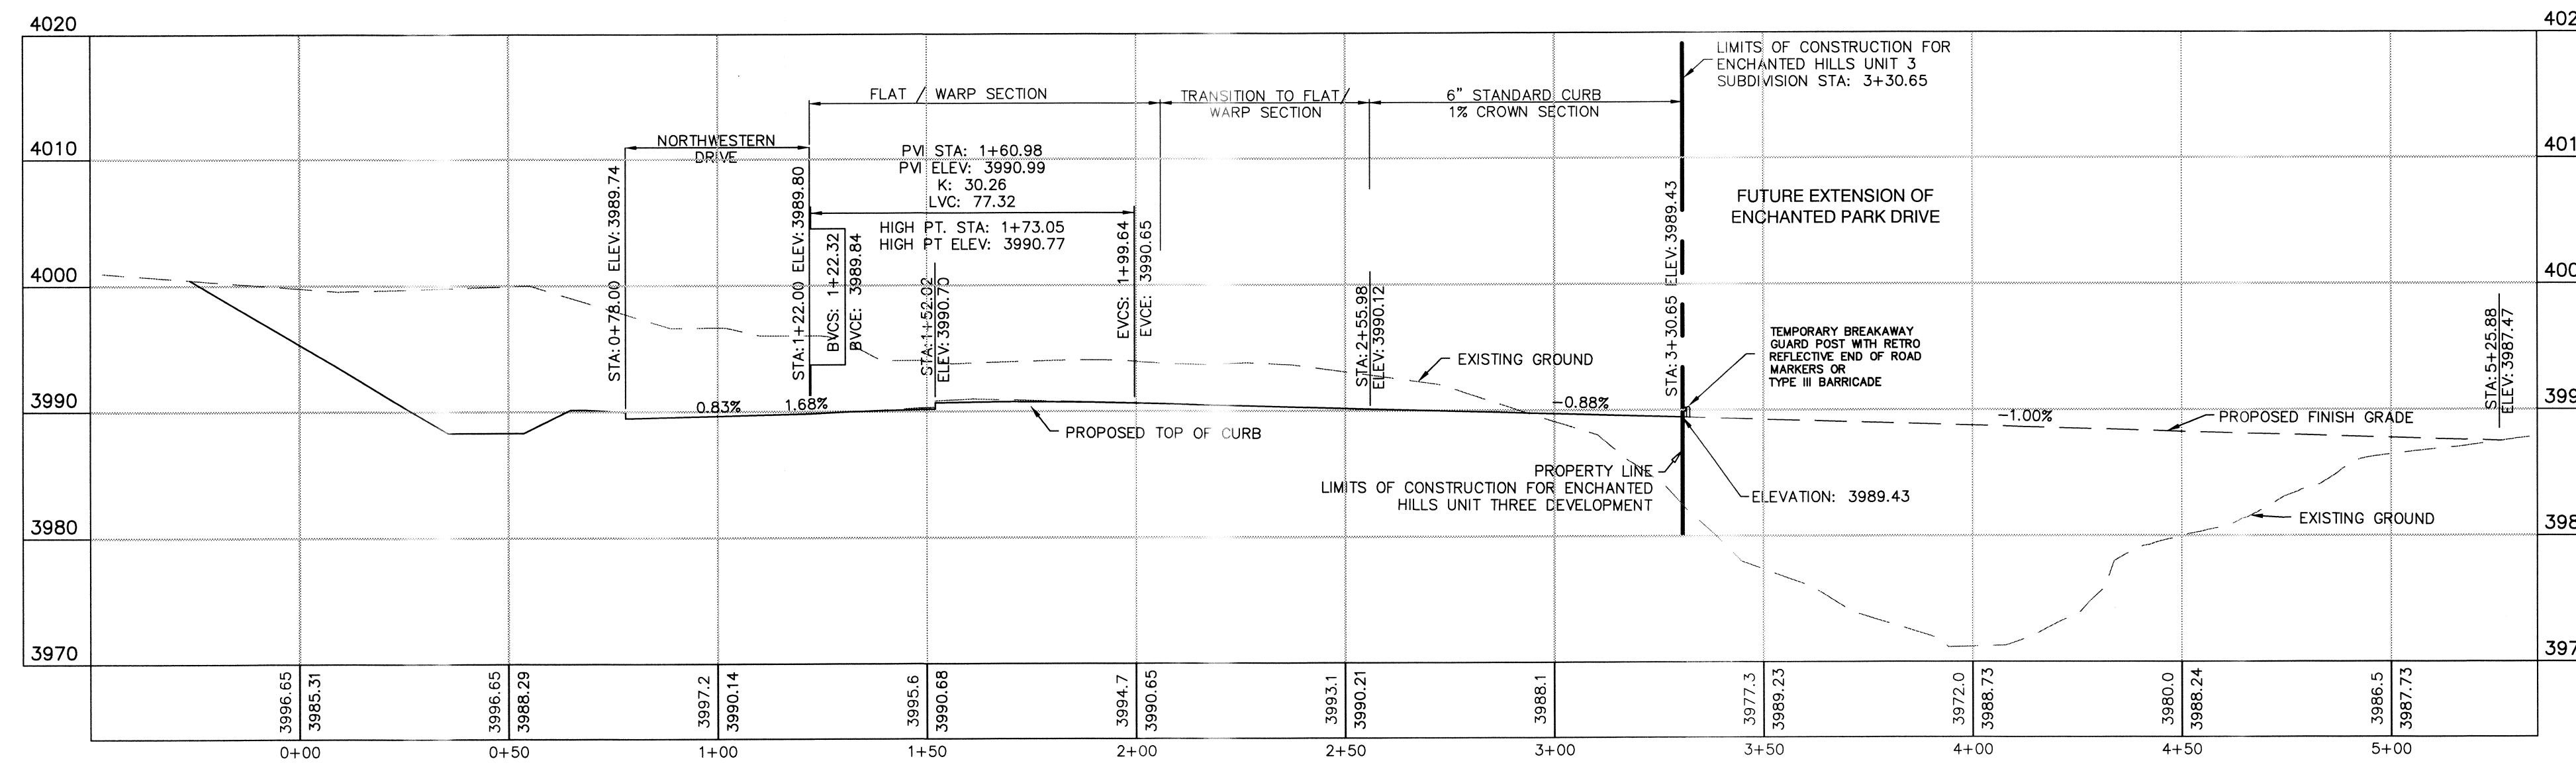 4020
4010
4000
3990
3980
3970
402
401
400
399
398
397
FLAT / WARP SECTION
TRANSITION TO FLAT/
WARP SECTION
6" STANDARD CURB
1% CROWN SECTION
LIMITS OF CONSTRUCTION FOR
ENCHANTED HILLS UNIT 3
SUBDIVISION STA: 3+30.65
NORTHWESTERN
DRIVE
PVI STA: 1+60.98
PVI ELEV: 3990.99
K: 30.26
LVC: 77.32
HIGH PT. STA: 1+73.05
HIGH PT ELEV: 3990.77
STA: 0+78.00 ELEV: 3989.74
STA: 1+22.00 ELEV: 3989.80
BVCS: 1+22.32
BVCE: 3989.84
STA: 1+52.02
ELEV: 3990.70
EVCS: 1+99.64
EVCE: 3990.65
STA: 2+55.98
ELEV: 3990.12
STA: 3+30.65 ELEV: 3989.43
FUTURE EXTENSION OF
ENCHANTED PARK DRIVE
TEMPORARY BREAKAWAY
GUARD POST WITH RETRO
REFLECTIVE END OF ROAD
MARKERS OR
TYPE III BARRICADE
STA: 5+25.88
ELEV: 3987.47
EXISTING GROUND
0.83%
1.68%
-0.88%
-1.00%
PROPOSED FINISH GRADE
PROPOSED TOP OF CURB
PROPERTY LINE
LIMITS OF CONSTRUCTION FOR ENCHANTED
HILLS UNIT THREE DEVELOPMENT
ELEVATION: 3989.43
EXISTING GROUND
3996.65
3985.31
3996.65
3988.29
3997.2
3990.14
3995.6
3990.68
3994.7
3990.65
3993.1
3990.21
3988.1
3977.3
3989.23
3972.0
3988.73
3980.0
3988.24
3986.5
3987.73
0+00
0+50
1+00
1+50
2+00
2+50
3+00
3+50
4+00
4+50
5+00